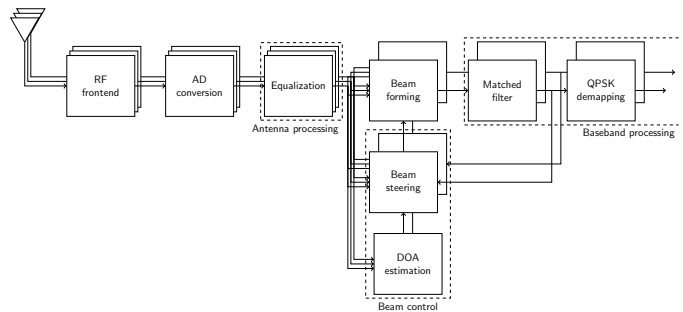 RF
frontend
AD
conversion
Equalization
Antenna processing
Beam
forming
Matched
filter
QPSK
demapping
Baseband processing
Beam
steering
DOA
estimation
Beam control